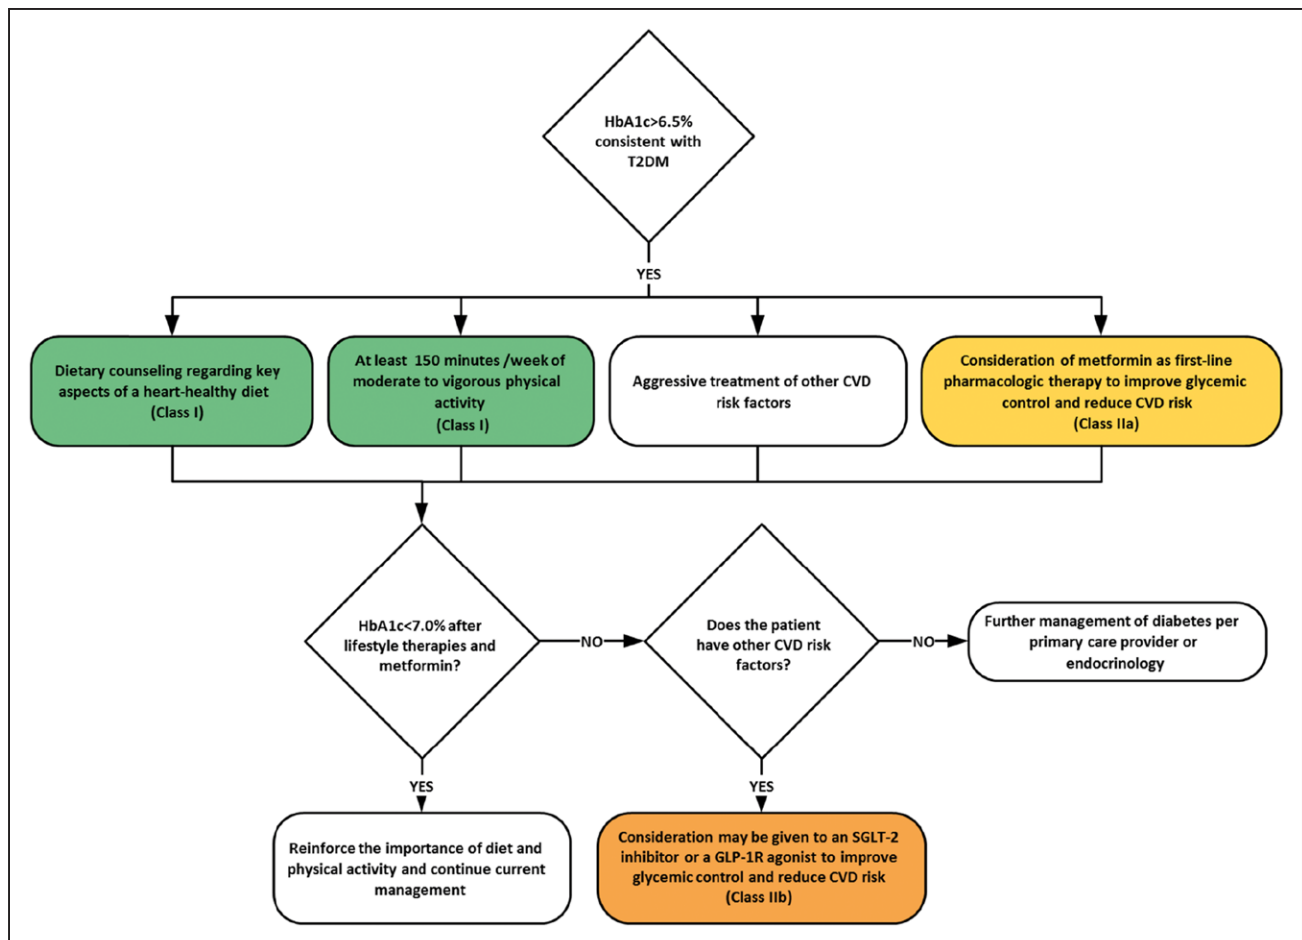 HbA1c>6.5%
consistent with
T2DM
YES
Dietary counseling regarding key
aspects of a heart-healthy diet
(Class I)
At least 150 minutes /week of
moderate to vigorous physical
activity
(Class I)
Aggressive treatment of other CVD
risk factors
Consideration of metformin as first-line
pharmacologic therapy to improve glycemic
control and reduce CVD risk
(Class IIa)
HbA1c<7.0% after
lifestyle therapies and
metformin?
NO
Does the patient
have other CVD risk
factors?
NO
Further management of diabetes per
primary care provider or
endocrinology
YES
YES
Reinforce the importance of diet and
physical activity and continue current
management
Consideration may be given to an SGLT-2
inhibitor or a GLP-1R agonist to improve
glycemic control and reduce CVD risk
(Class IIb)